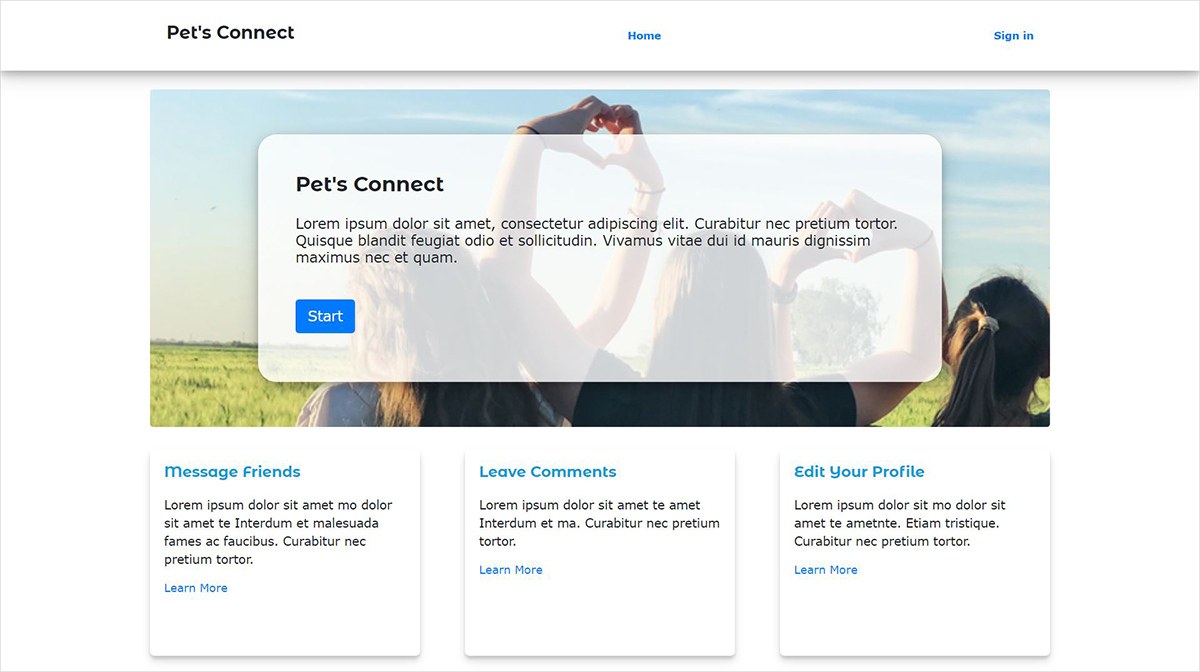 Pet's Connect
Home
Sign in
Pet's Connect
Lorem ipsum dolor sit amet, consectetur adipiscing elit. Curabitur nec pretium tortor.
Quisque blandit feugiat odio et sollicitudin. Vivamus vitae dui id mauris dignissim
maximus nec et quam.
Start
Message Friends
Lorem ipsum dolor sit amet mo dolor
sit amet te Interdum et malesuada
fames ac faucibus. Curabitur nec
pretium tortor.
Learn More
Leave Comments
Lorem ipsum dolor sit amet te amet
Interdum et ma. Curabitur nec pretium
tortor.
Learn More
Edit Your Profile
Lorem ipsum dolor sit mo dolor sit
amet te ametnte. Etiam tristique.
Curabitur nec pretium tortor.
Learn More